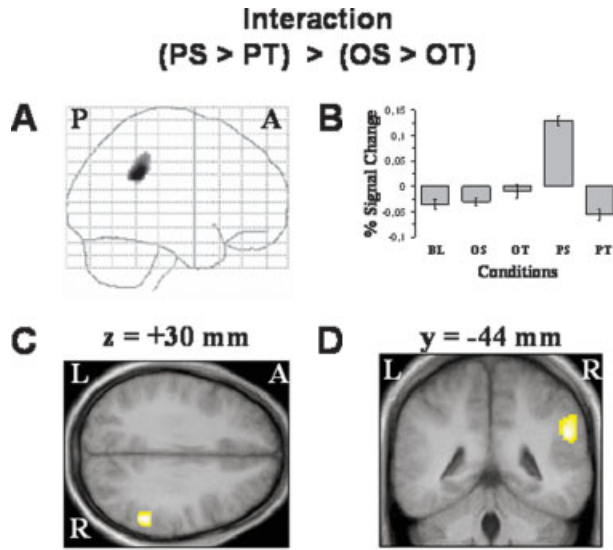 Interaction
(PS > PT) > (OS > OT)
A
P
A
B
% Signal Change
0,15
0,1
0,05
0
-0,05
-0,1
BL OS OT PS PT
Conditions
C
z = +30 mm
L
A
R
D
y = -44 mm
L
R